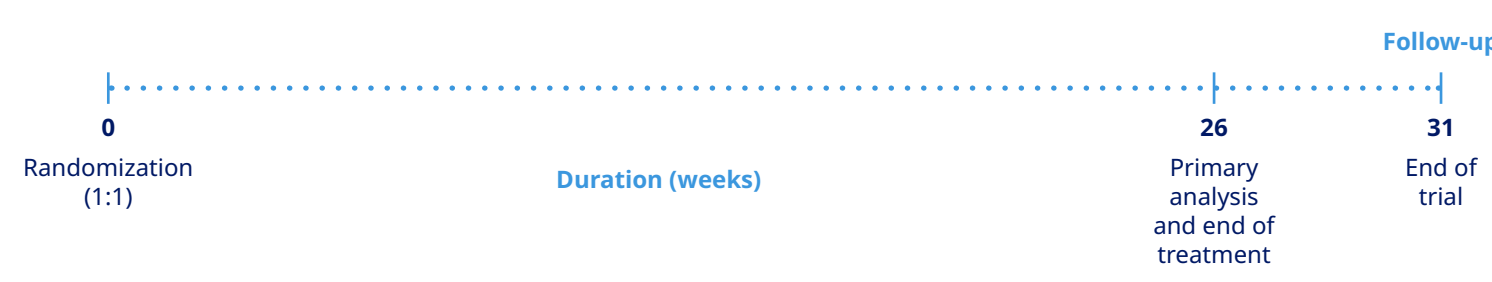 Follow-up
0
26
31
Randomization
(1:1)
Duration (weeks)
Primary
analysis
and end of
treatment
End of
trial